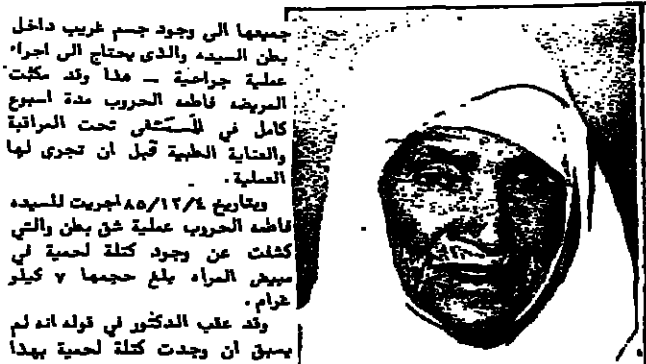 جميعها الى وجود جسم غريب داخل
بطن السيده والذى يحتاج الى اجراء
عملية جراحية ــ هذا وقد مكثت
المريضه فاطمه الحروب مدة اسبوع
كامل في المستشفى تحت المراقبة
والعناية الطبية قبل ان تجرى لها
العملية .
وبتاريخ ٨٥/١٢/٤ اجريت للسيده
فاطمه الحروب عملية شق بطن والتي
كشفت عن وجود كتلة لحمية في
مبيض المراه بلغ حجمها ٧ كيلو
غرام .
وقد عقب الدكتور في قوله انه لم
يسبق ان وجدت كتلة لحمية بهذا